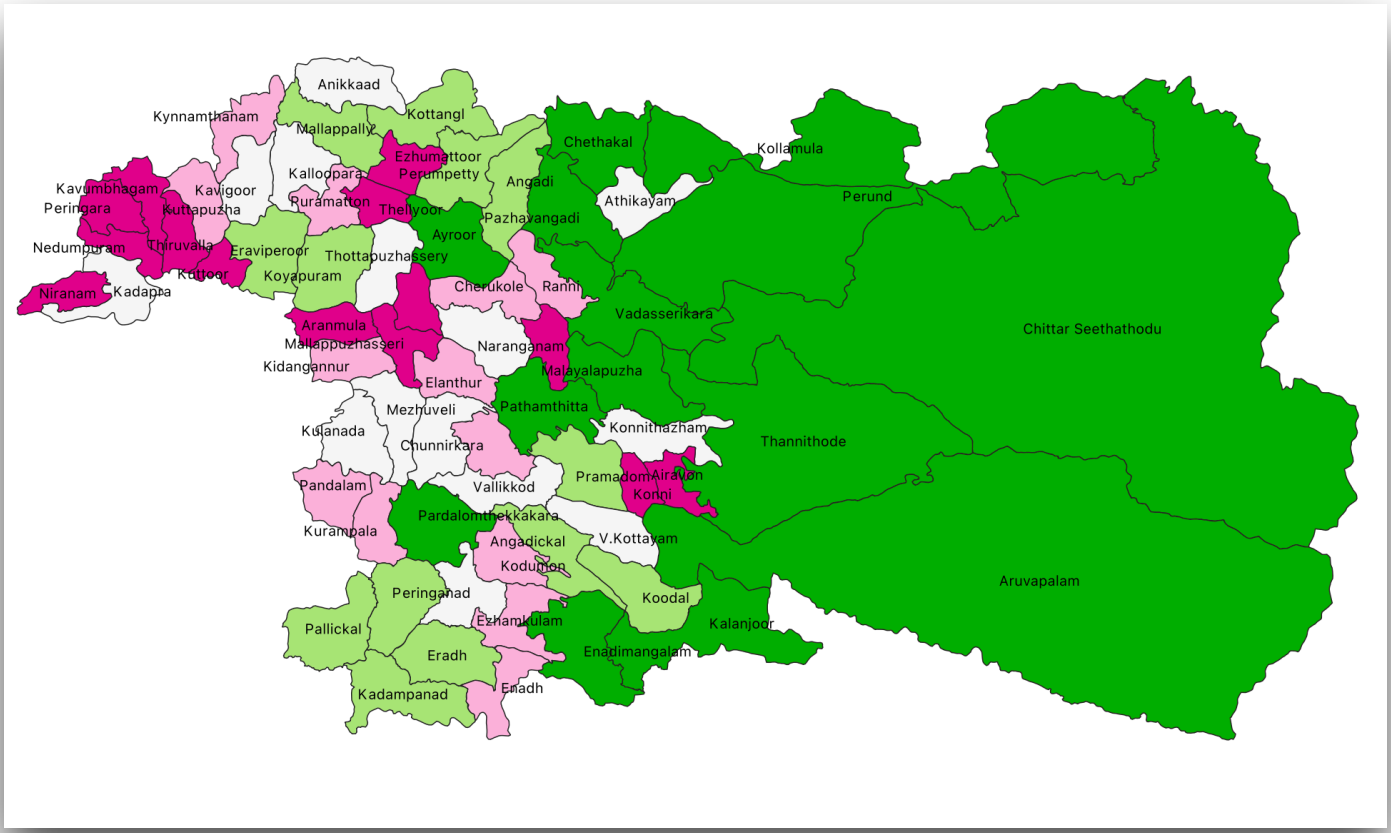 Anikkaad
Kynnamthanam
Kottangl
Mallappally
Chethakal
Kollamula
Ezhumattoor
Kalloopara
Perumpetty
Angadi
Kavumbhagam
Kavigoor
Perund
Puramatton
Athikayam
Peringara
Kuttapuzha
Thellyoor
Pazhavangadi
Ayroor
Nedumpuram
Thiruvalla
Eraviperoor
Thottapuzhassery
Kuttoor
Koyapuram
Niranam
Kadapra
Cherukole
Ranni
Vadasserikara
Aranmula
Chittar Seethathodu
Mallappuzhasseri
Naranganam
Kidangannur
Malayalapuzha
Elanthur
Pathamthitta
Mezhuveli
Kulanada
Konnithazham
Chunnirkara
Thannithode
Pandalam
Vallikkod
Pramadom
Airavon
Konni
Pardalomthekkakara
Kurampala
Angadickal
V.Kottayam
Kodumon
Aruvapalam
Peringanad
Koodal
Ezhamkulam
Kalanjoor
Pallickal
Eradh
Enadimangalam
Kadampanad
Enadh